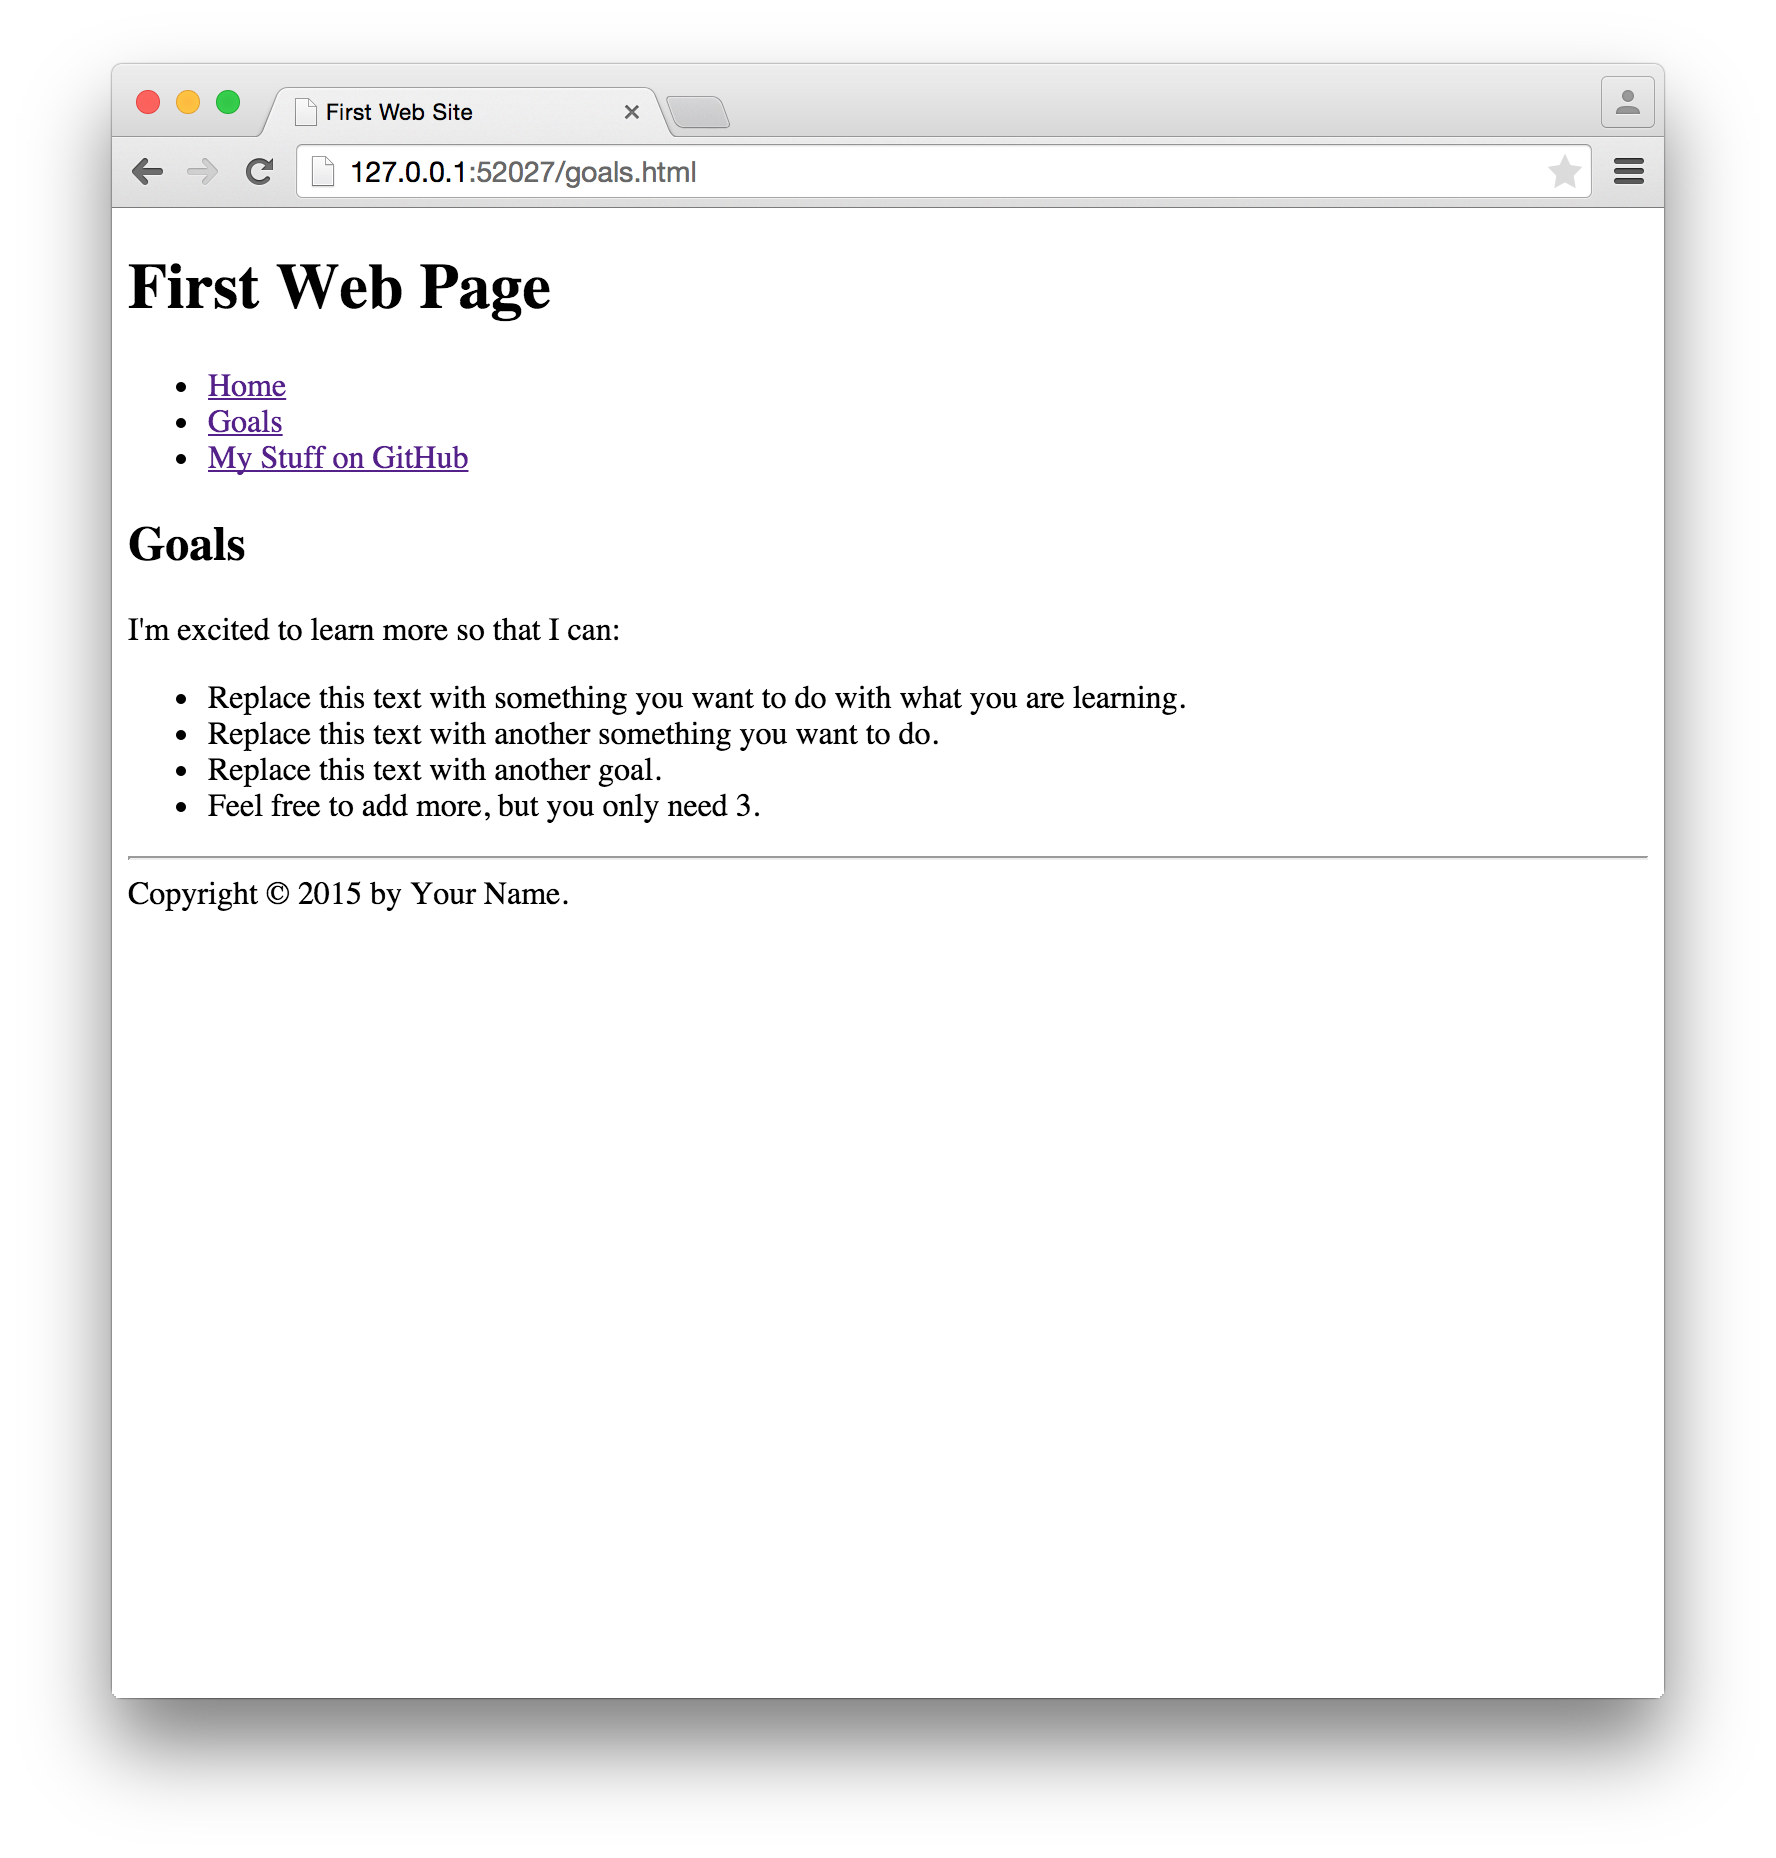 First Web Site
127.0.0.1:52027/goals.html
First Web Page
Home
Goals
My Stuff on GitHub
Goals
I'm excited to learn more so that I can:
Replace this text with something you want to do with what you are learning.
Replace this text with another something you want to do.
Replace this text with another goal.
Feel free to add more, but you only need 3.
Copyright © 2015 by Your Name.